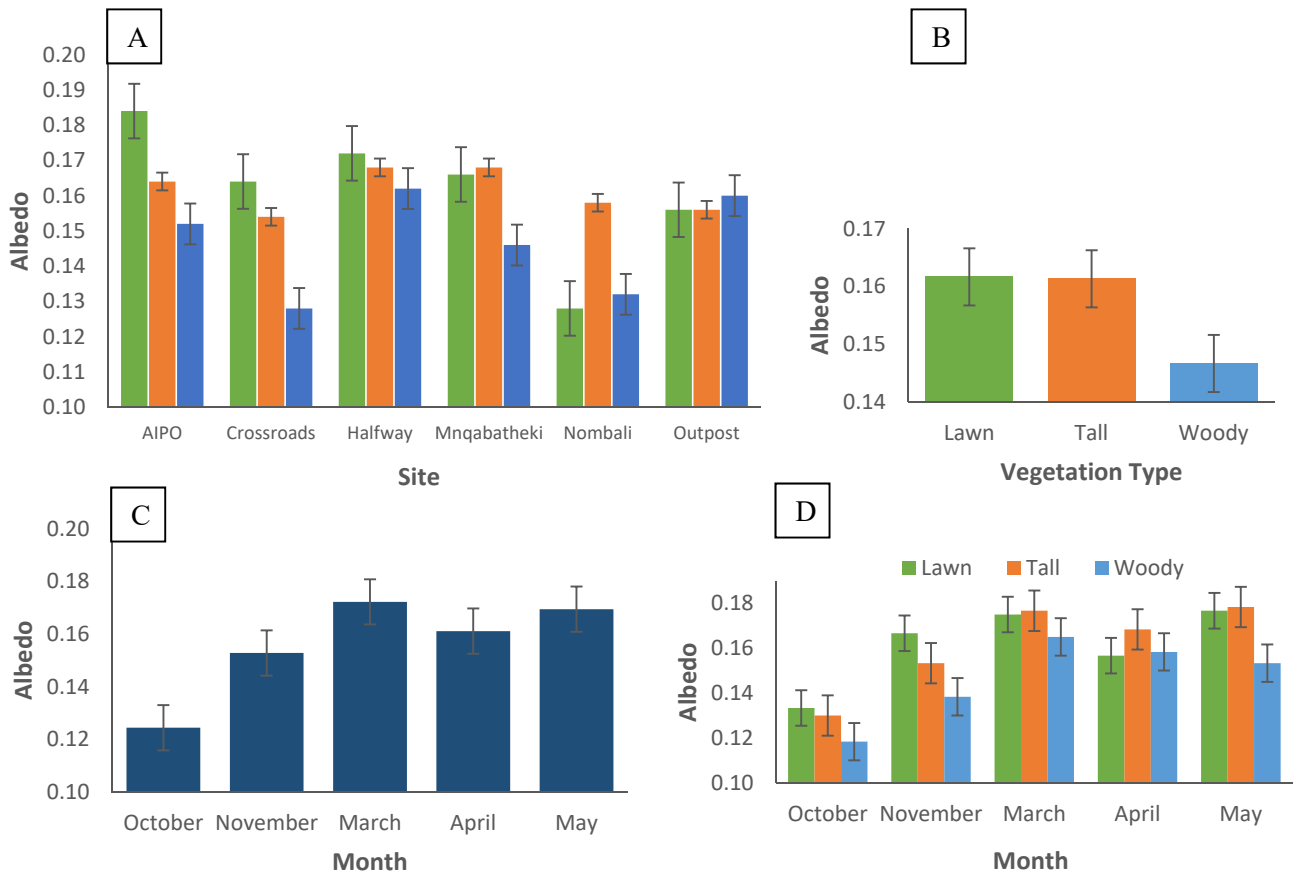 A
Albedo
0.20
0.19
0.18
0.17
0.16
0.15
0.14
0.13
0.12
0.11
0.10
AIPO Crossroads Halfway Mnqabatheki Nombali Outpost
Site
B
Albedo
0.17
0.16
0.15
0.14
Lawn Tall Woody
Vegetation Type
C
Albedo
0.20
0.18
0.16
0.14
0.12
0.10
October November March April May
Month
D
Lawn Tall Woody
Albedo
0.18
0.16
0.14
0.12
0.10
October November March April May
Month